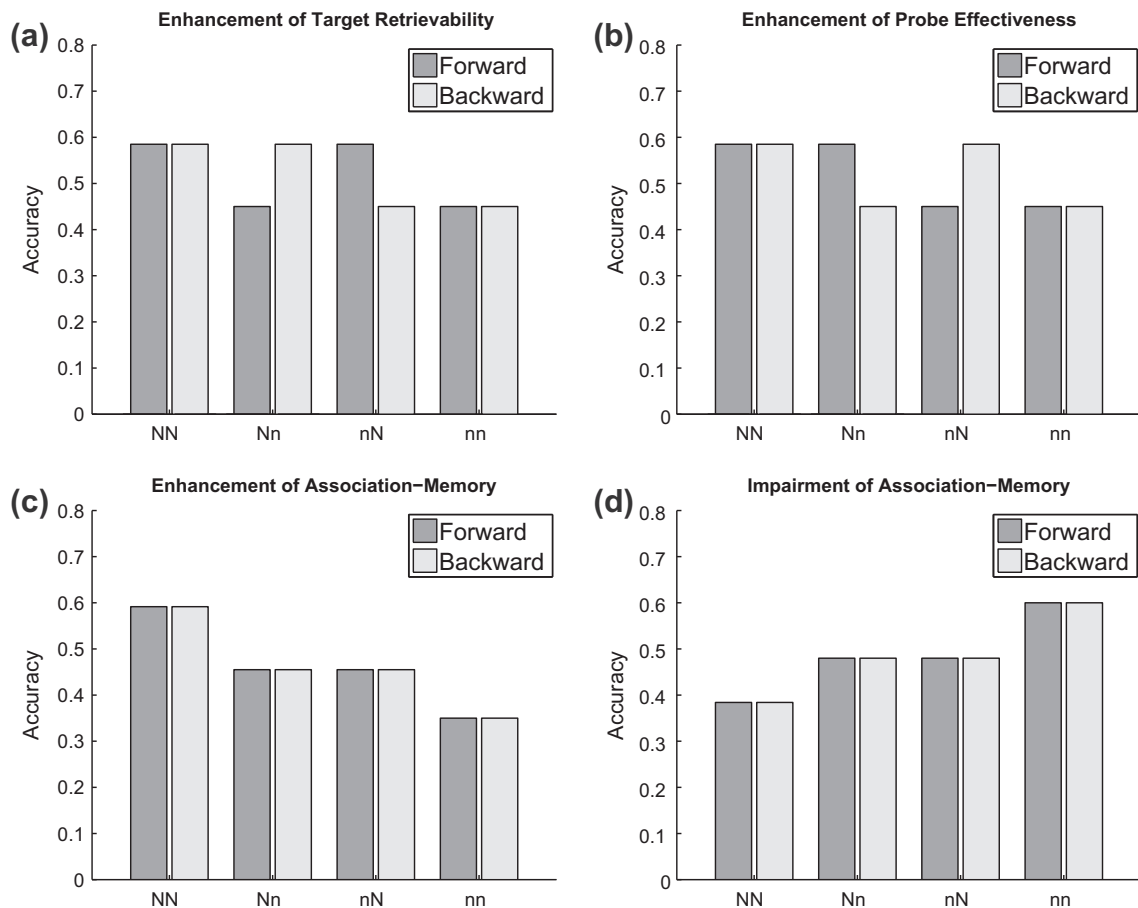 (a)
Enhancement of Target Retrievability
Forward
Backward
Accuracy
0.8
0.7
0.6
0.5
0.4
0.3
0.2
0.1
0
NN
Nn
nN
nn
(b)
Enhancement of Probe Effectiveness
Forward
Backward
Accuracy
0.8
0.7
0.6
0.5
0.4
0.3
0.2
0.1
0
NN
Nn
nN
nn
(c)
Enhancement of Association−Memory
Forward
Backward
Accuracy
0.8
0.7
0.6
0.5
0.4
0.3
0.2
0.1
0
NN
Nn
nN
nn
(d)
Impairment of Association−Memory
Forward
Backward
Accuracy
0.8
0.7
0.6
0.5
0.4
0.3
0.2
0.1
0
NN
Nn
nN
nn